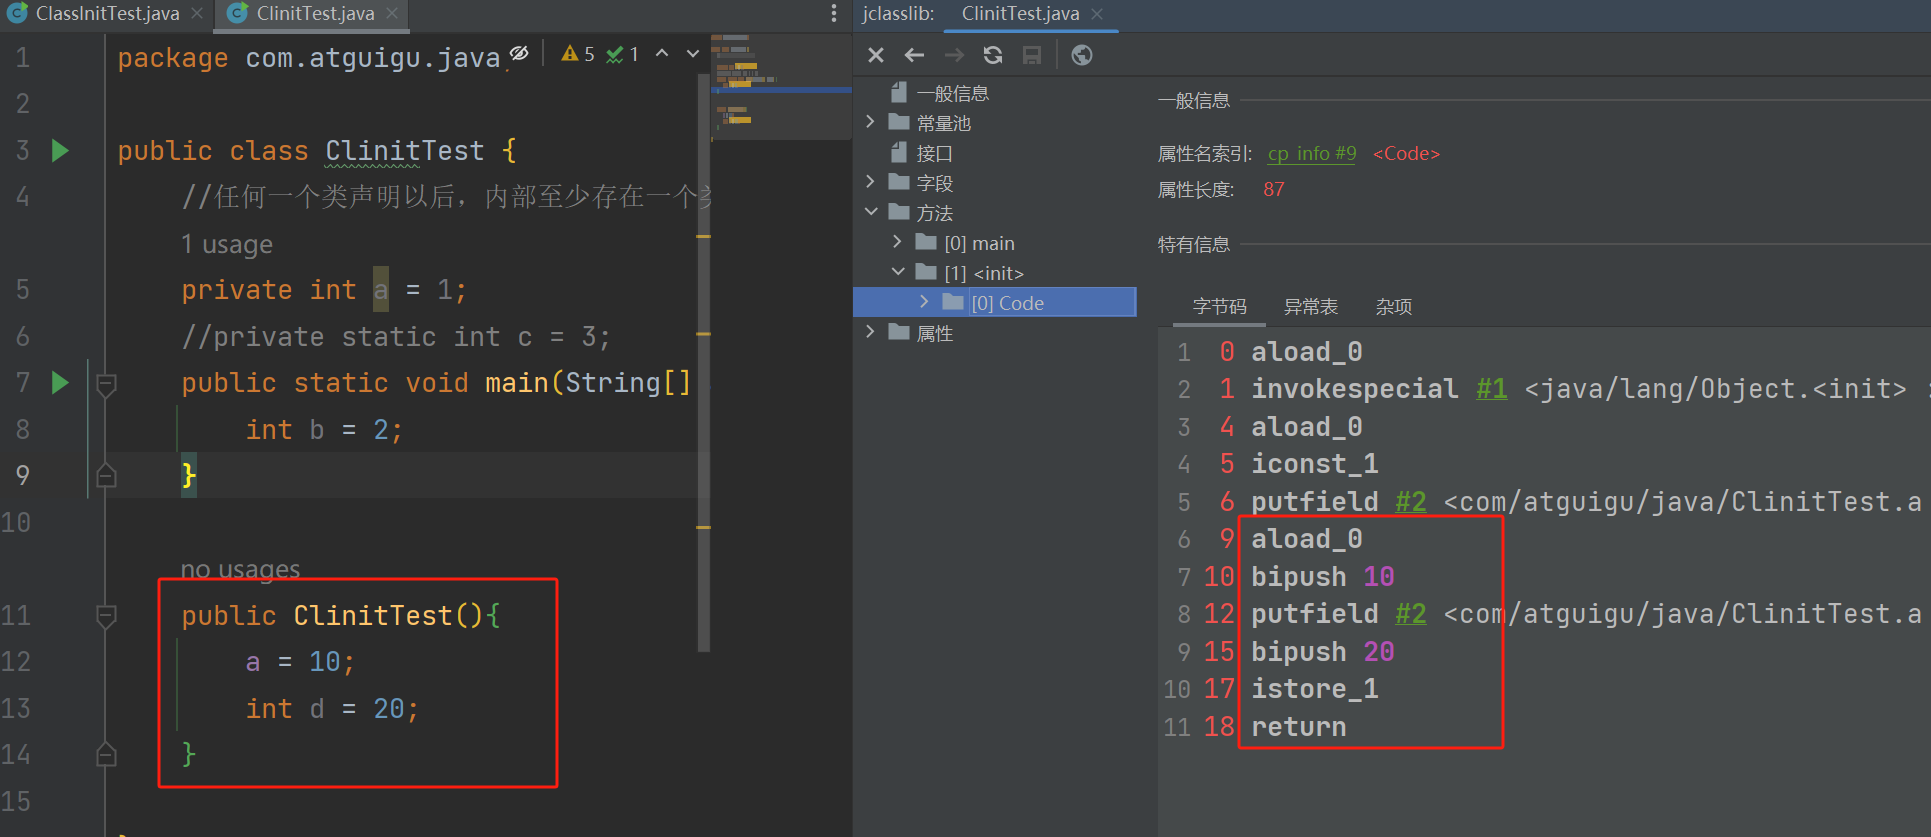 ClassInitTest.java
ClinitTest.java
5
1
1 package com.atguigu.java
2
3 public class ClinitTest {
4 //任何一个类声明以后，内部至少存在一个类
1 usage
5 private int a = 1;
6 //private static int c = 3;
7 public static void main(String[]
8 int b = 2;
9 }
10
no usages
11 public ClinitTest(){
12 a = 10;
13 int d = 20;
14 }
15
jclasslib: ClinitTest.java
一般信息
常量池
接口
字段
方法
[0] main
[1] <init>
[0] Code
属性
一般信息
属性名索引: cp_info #9 <Code>
属性长度: 87
特有信息
字节码 异常表 杂项
1 0 aload_0
2 1 invokespecial #1 <java/lang/Object.<init> :
3 4 aload_0
4 5 iconst_1
5 6 putfield #2 <com/atguigu/java/ClinitTest.a
6 9 aload_0
7 10 bipush 10
8 12 putfield #2 <com/atguigu/java/ClinitTest.a
9 15 bipush 20
10 17 istore_1
11 18 return